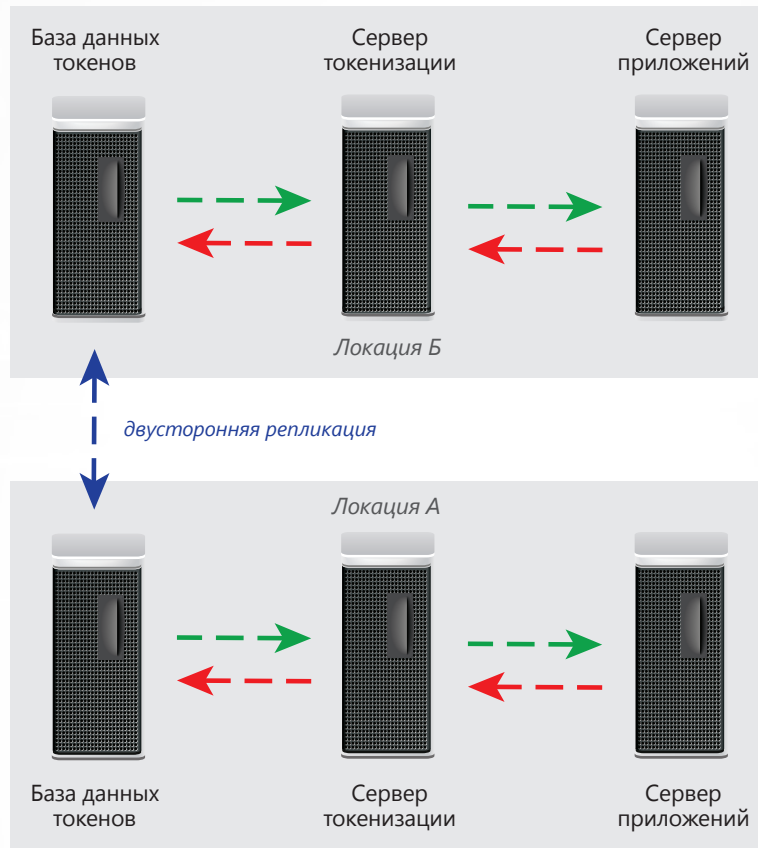 База данных
токенов
Сервер
токенизации
Сервер
приложений
Локация Б
двусторонняя репликация
Локация А
База данных
токенов
Сервер
токенизации
Сервер
приложений